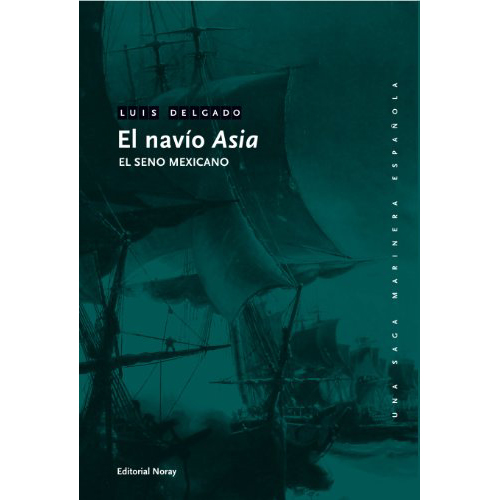 LUIS DELGADO
El navío Asia
EL SENO MEXICANO
UNA SAGA MARINERA ESPAÑOLA
Editorial Noray